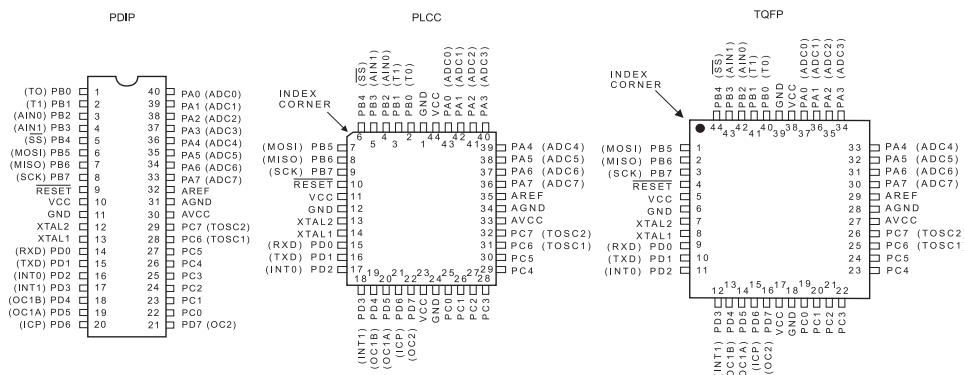 PDIP
(T0) PB0 1 40 PA0 (ADC0)
(T1) PB1 2 39 PA1 (ADC1)
(AIN0) PB2 3 38 PA2 (ADC2)
(AIN1) PB3 4 37 PA3 (ADC3)
(SS) PB4 5 36 PA4 (ADC4)
(MOSI) PB5 6 35 PA5 (ADC5)
(MISO) PB6 7 34 PA6 (ADC6)
(SCK) PB7 8 33 PA7 (ADC7)
RESET 9 32 AREF
VCC 10 31 AGND
GND 11 30 AVCC
XTAL2 12 29 PC7 (TOSC2)
XTAL1 13 28 PC6 (TOSC1)
(RXD) PD0 14 27 PC5
(TXD) PD1 15 26 PC4
(INT0) PD2 16 25 PC3
(INT1) PD3 17 24 PC2
(OC1B) PD4 18 23 PC1
(OC1A) PD5 19 22 PC0
(ICP) PD6 20 21 PD7 (OC2)
PLCC
INDEX
CORNER
PB4 (SS)
PB3 (AIN1)
PB2 (AIN0)
PB1 (T1)
PB0 (T0)
GND
VCC
PA0 (ADC0)
PA1 (ADC1)
PA2 (ADC2)
PA3 (ADC3)
6 5 4 3 2 1 44 43 42 41 40
(MOSI) PB5 7 39 PA4 (ADC4)
(MISO) PB6 8 38 PA5 (ADC5)
(SCK) PB7 9 37 PA6 (ADC6)
RESET 10 36 PA7 (ADC7)
VCC 11 35 AREF
GND 12 34 AGND
XTAL2 13 33 AVCC
XTAL1 14 32 PC7 (TOSC2)
(RXD) PD0 15 31 PC6 (TOSC1)
(TXD) PD1 16 30 PC5
(INT0) PD2 17 29 PC4
18 19 20 21 22 23 24 25 26 27 28
(INT1) PD3
(OC1B) PD4
(OC1A) PD5
(ICP) PD6
(OC2) PD7
VCC
GND
PC0
PC1
PC2
PC3
TQFP
INDEX
CORNER
PB4 (SS)
PB3 (AIN1)
PB2 (AIN0)
PB1 (T1)
PB0 (T0)
GND
VCC
PA0 (ADC0)
PA1 (ADC1)
PA2 (ADC2)
PA3 (ADC3)
44 43 42 41 40 39 38 37 36 35 34
(MOSI) PB5 1 33 PA4 (ADC4)
(MISO) PB6 2 32 PA5 (ADC5)
(SCK) PB7 3 31 PA6 (ADC6)
RESET 4 30 PA7 (ADC7)
VCC 5 29 AREF
GND 6 28 AGND
XTAL2 7 27 AVCC
XTAL1 8 26 PC7 (TOSC2
(RXD) PD0 9 25 PC6 (TOSC1
(TXD) PD1 10 24 PC5
(INT0) PD2 11 23 PC4
12 13 14 15 16 17 18 19 20 21 22
INT1) PD3
OC1B) PD4
OC1A) PD5
(ICP) PD6
(OC2) PD7
VCC
GND
PC0
PC1
PC2
PC3